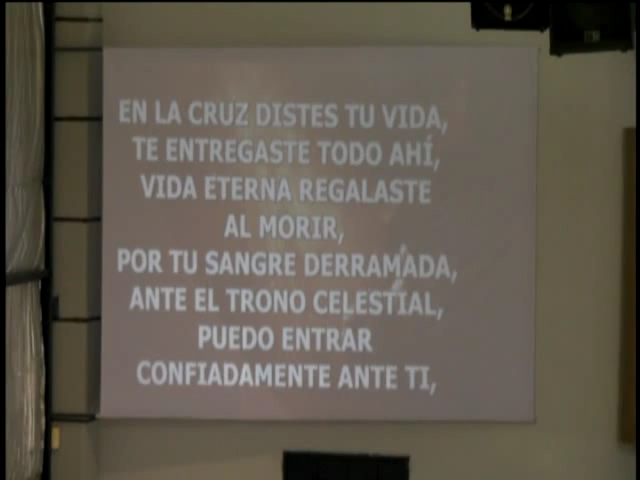 EN LA CRUZ DISTES TU VIDA,
TE ENTREGASTE TODO AHÍ,
VIDA ETERNA REGALASTE
AL MORIR,
POR TU SANGRE DERRAMADA,
ANTE EL TRONO CELESTIAL,
PUEDO ENTRAR
CONFIADAMENTE ANTE TI,